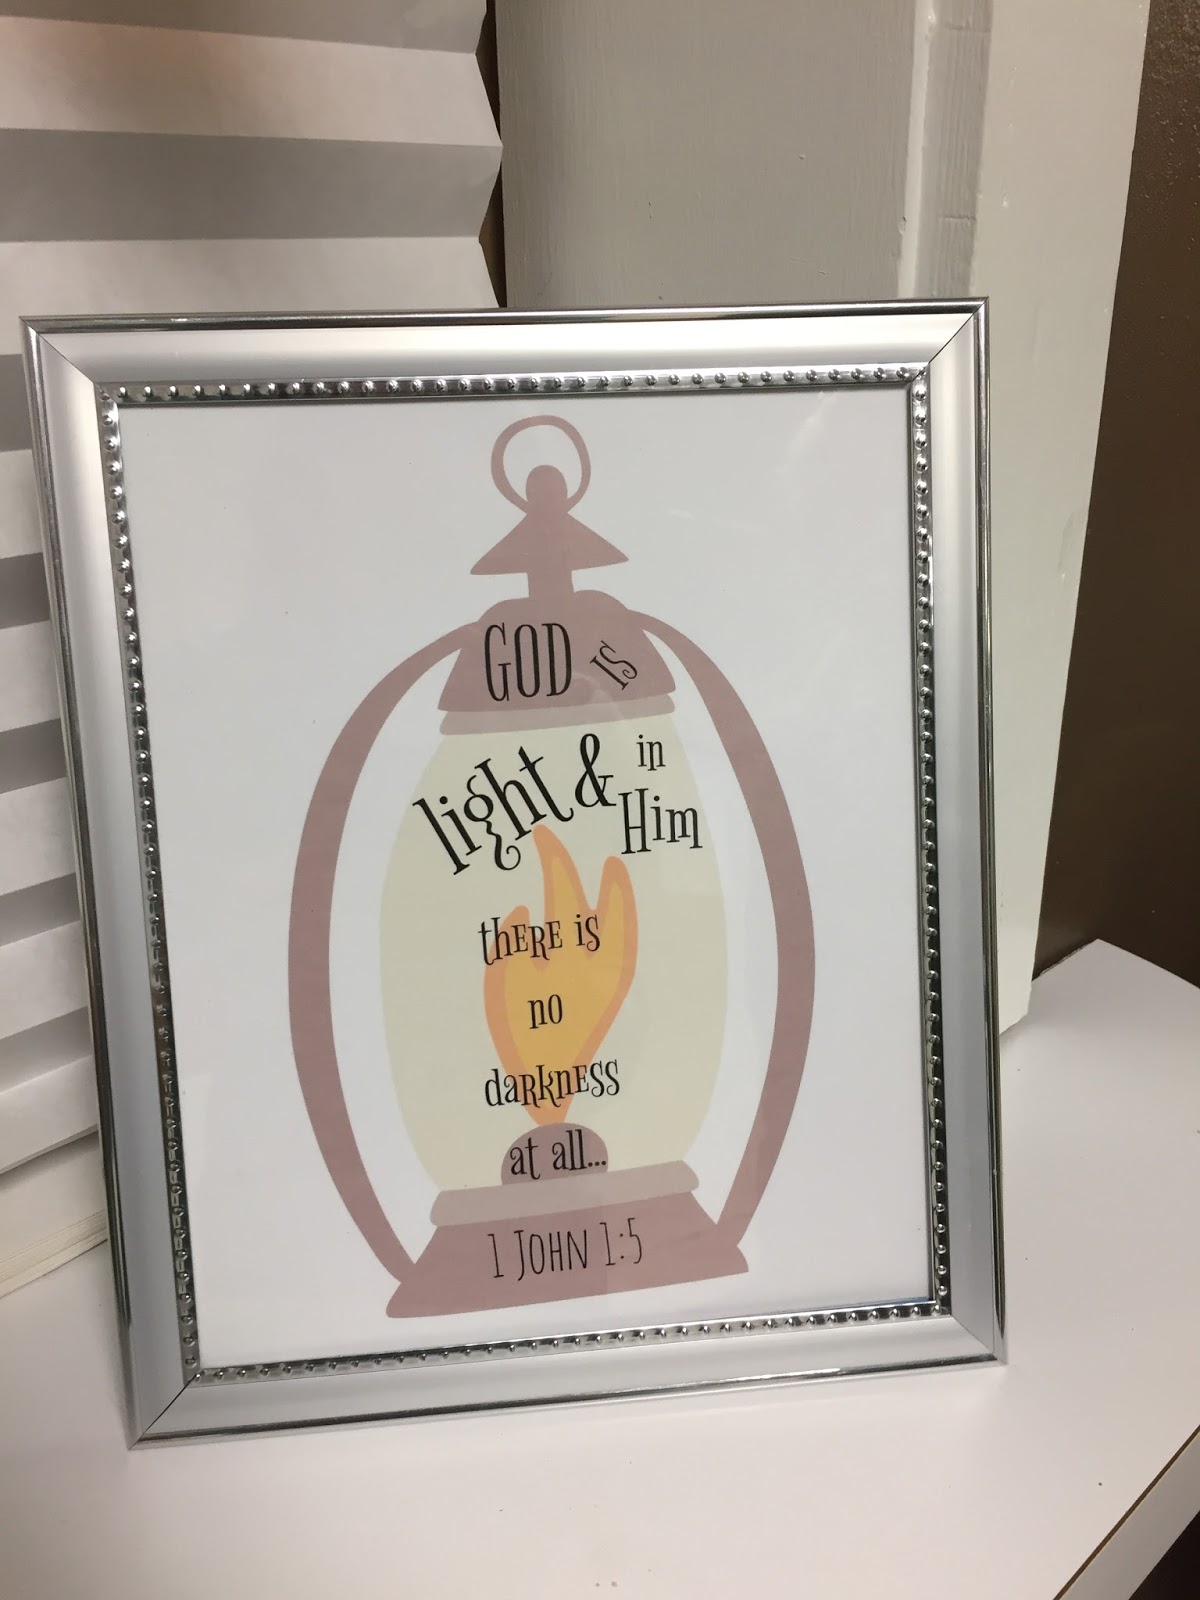 GOD is
light & in
Him
there is
no
darkness
at all...
1 John 1:5